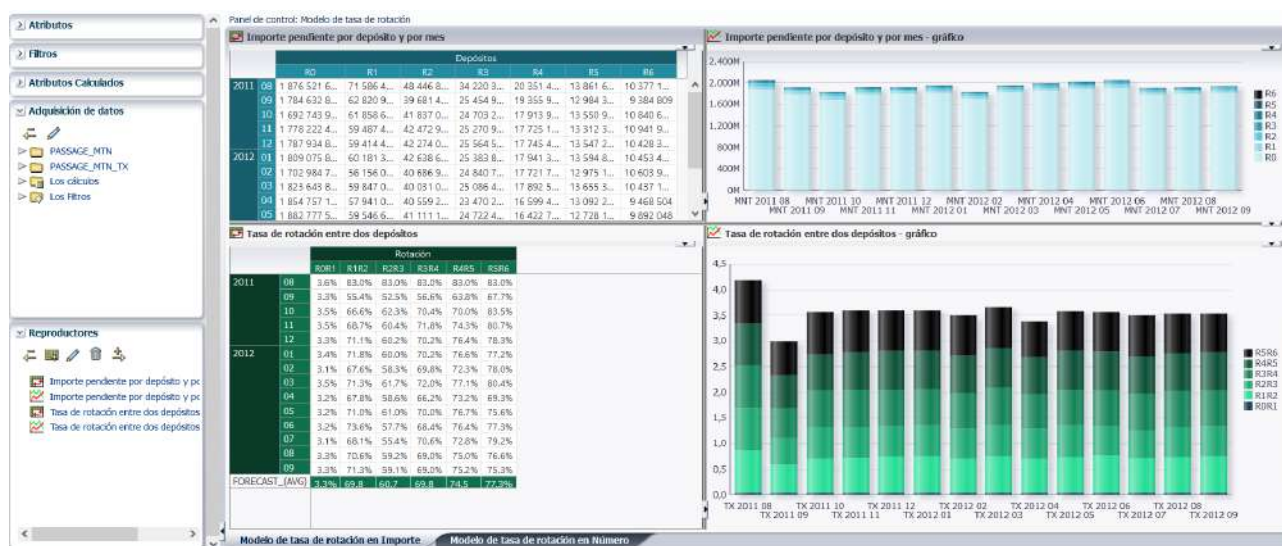 Panel de control: Modelo de tasa de rotación
Atributos
Filtros
Atributos Calculados
Adquisición de datos
PASSAGE_MTN
PASSAGE_MTN_TX
Los cálculos
Los Filtros
Reproductores
Importe pendiente por depósito y pc
Importe pendiente por depósito y pc
Tasa de rotación entre dos depósitos
Tasa de rotación entre dos depósitos
Importe pendiente por depósito y por mes
Depósitos
R0 R1 R2 R3 R4 R5 R6
2011 08 1 876 521 6... 71 586 4... 48 446 8... 34 220 3... 20 351 4... 13 861 6... 10 377 1...
09 1 784 632 8... 62 820 9... 39 681 4... 25 454 9... 19 355 9... 12 984 3... 9 384 809
10 1 692 743 9... 61 858 6... 41 837 0... 24 703 2... 17 913 9... 13 550 9... 10 840 6...
11 1 778 222 4... 59 487 4... 42 472 9... 25 270 9... 17 725 1... 13 312 3... 10 941 9...
12 1 787 934 8... 59 414 4... 42 274 0... 25 564 5... 17 745 4... 13 547 2... 10 428 3...
2012 01 1 809 075 8... 60 181 3... 42 638 6... 25 383 8... 17 941 3... 13 594 8... 10 453 4...
02 1 702 984 7... 56 156 0... 40 686 9... 24 840 7... 17 721 7... 12 975 1... 10 603 9...
03 1 823 643 8... 59 847 0... 40 031 0... 25 086 4... 17 892 5... 13 655 3... 10 437 1...
04 1 854 757 1... 57 941 0... 40 559 2... 23 470 2... 16 599 4... 13 092 2... 9 468 504
05 1 882 777 5... 59 546 6... 41 111 1... 24 722 4... 16 422 7... 12 728 1... 9 892 048
Importe pendiente por depósito y por mes - gráfico
2.400M
2.000M
1.600M
1.200M
800M
400M
0M
MNT 2011 08 MNT 2011 10 MNT 2011 12 MNT 2012 02 MNT 2012 04 MNT 2012 06 MNT 2012 08
MNT 2011 09 MNT 2011 11 MNT 2012 01 MNT 2012 03 MNT 2012 05 MNT 2012 07 MNT 2012 09
R6
R5
R4
R3
R2
R1
R0
Tasa de rotación entre dos depósitos
Rotación
R0R1 R1R2 R2R3 R3R4 R4R5 R5R6
2011 08 3.6% 83.0% 83.0% 83.0% 83.0% 83.0%
09 3.3% 55.4% 52.5% 56.6% 63.8% 67.7%
10 3.5% 66.6% 62.3% 70.4% 70.0% 83.5%
11 3.5% 68.7% 60.4% 71.8% 74.3% 80.7%
12 3.3% 71.1% 60.2% 70.2% 76.4% 78.3%
2012 01 3.4% 71.8% 60.0% 70.2% 76.6% 77.2%
02 3.1% 67.6% 58.3% 69.8% 72.3% 78.0%
03 3.5% 71.3% 61.7% 72.0% 77.1% 80.4%
04 3.2% 67.8% 58.6% 66.2% 73.2% 69.3%
05 3.2% 71.0% 61.0% 70.0% 76.7% 75.6%
06 3.2% 73.6% 57.7% 68.4% 76.4% 77.3%
07 3.1% 68.1% 55.4% 70.6% 72.8% 79.2%
08 3.3% 70.6% 59.2% 69.0% 75.0% 76.6%
09 3.3% 71.3% 59.1% 69.0% 75.2% 75.3%
FORECAST_(AVG) 3.3% 69.8 60.7 69.8 74.5 77.3%
Tasa de rotación entre dos depósitos - gráfico
4,5
4,0
3,5
3,0
2,5
2,0
1,5
1,0
0,5
0,0
TX 2011 08 TX 2011 10 TX 2011 12 TX 2012 02 TX 2012 04 TX 2012 06 TX 2012 08
TX 2011 09 TX 2011 11 TX 2012 01 TX 2012 03 TX 2012 05 TX 2012 07 TX 2012 09
R5R6
R4R5
R3R4
R2R3
R1R2
R0R1
Modelo de tasa de rotación en Importe Modelo de tasa de rotación en Número